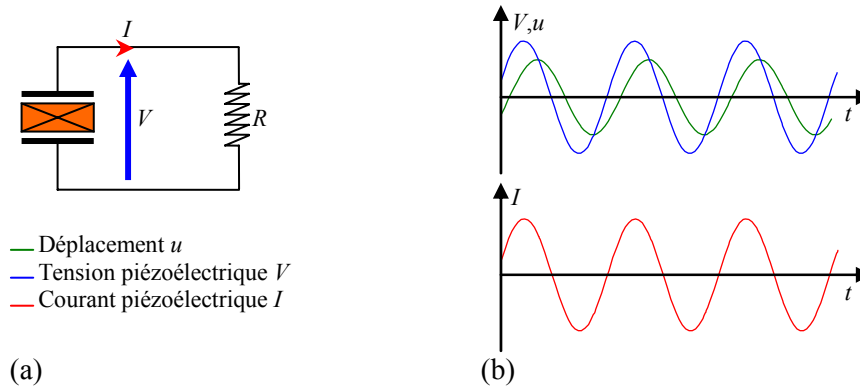 I
V
R
Déplacement u
Tension piézoélectrique V
Courant piézoélectrique I
(a)
V,u
t
I
t
(b)